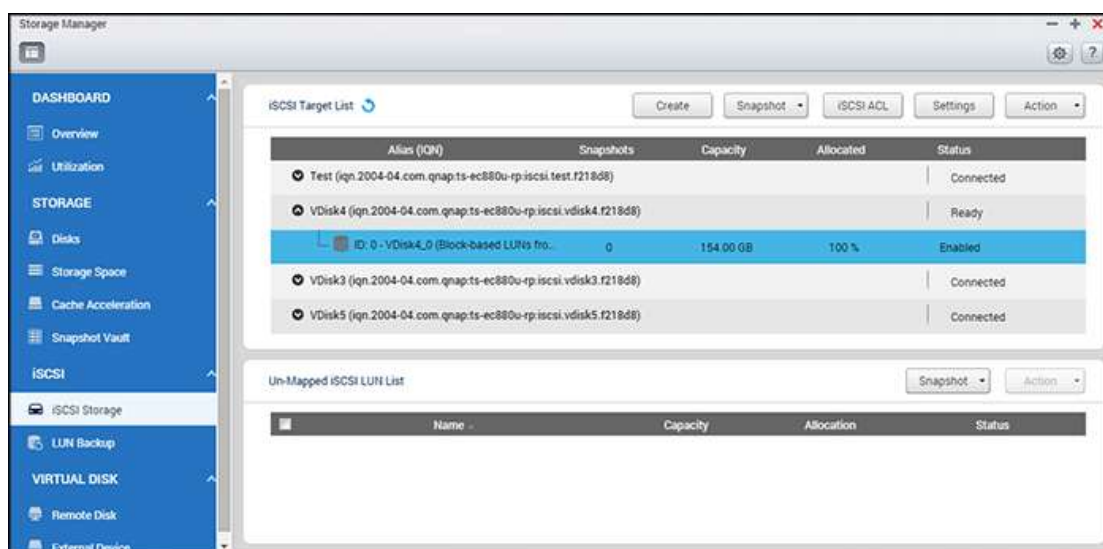 Storage Manager
DASHBOARD
Overview
Utilization
STORAGE
Disks
Storage Space
Cache Acceleration
Snapshot Vault
iSCSI
iSCSI Storage
LUN Backup
VIRTUAL DISK
Remote Disk
External Device
iSCSI Target List Create Snapshot iSCSI ACL Settings Action
Alias (IQN) Snapshots Capacity Allocated Status
Test (iqn.2004-04.com.qnap:ts-ec880u-rp:iscsi.test.f218d8) Connected
VDisk4 (iqn.2004-04.com.qnap:ts-ec880u-rp:iscsi.vdisk4.f218d8) Ready
ID: 0 - VDisk4_0 (Block-based LUNs fro... 0 154.00 GB 100 % Enabled
VDisk3 (iqn.2004-04.com.qnap:ts-ec880u-rp:iscsi.vdisk3.f218d8) Connected
VDisk5 (iqn.2004-04.com.qnap:ts-ec880u-rp:iscsi.vdisk5.f218d8) Connected
Un-Mapped iSCSI LUN List Snapshot Action
Name Capacity Allocation Status